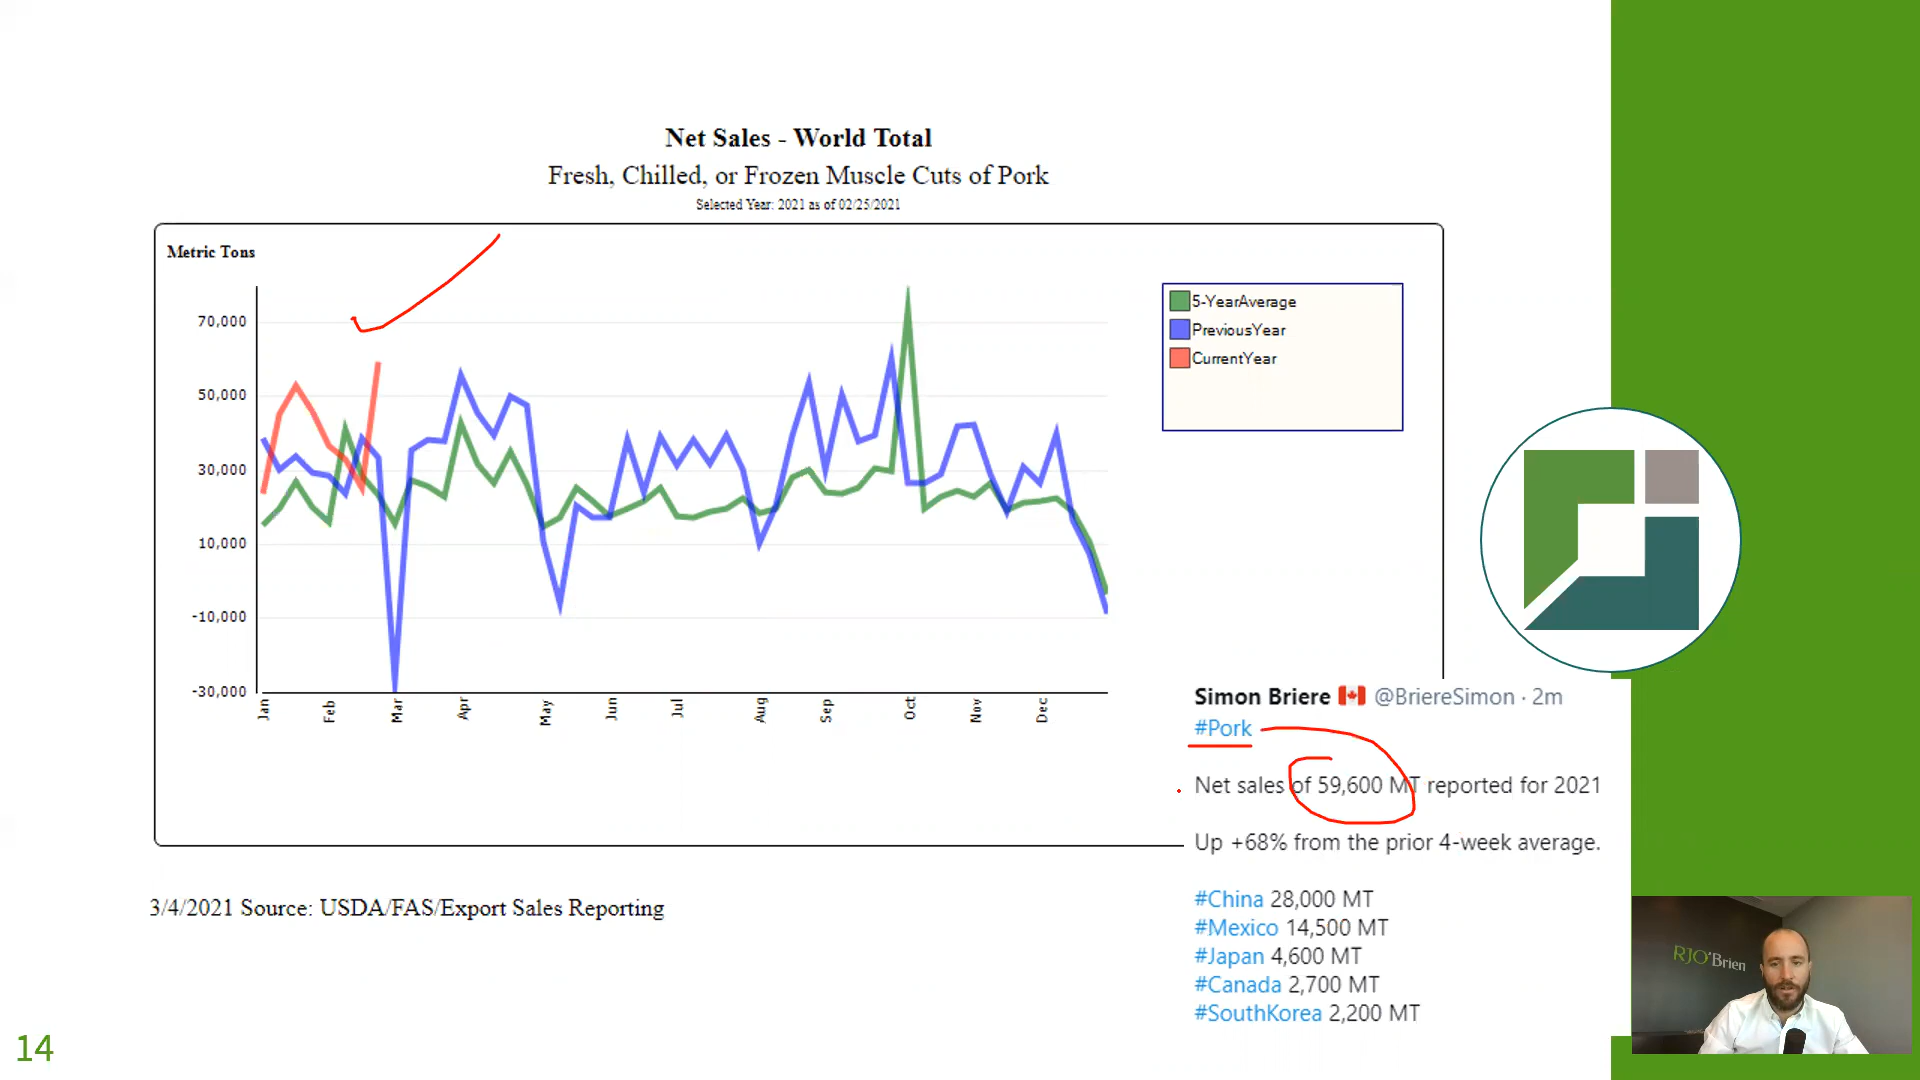 Net Sales - World Total
Fresh, Chilled, or Frozen Muscle Cuts of Pork
Selected Year: 2021 as of 02/25/2021
Metric Tons
70,000
50,000
30,000
10,000
-10,000
-30,000
Jan
Feb
Mar
Apr
May
Jun
Jul
Aug
Sep
Oct
Nov
Dec
5-YearAverage
PreviousYear
CurrentYear
Simon Briere 🇨🇦 @BriereSimon · 2m
#Pork
Net sales of 59,600 MT reported for 2021
Up +68% from the prior 4-week average.
#China 28,000 MT
#Mexico 14,500 MT
#Japan 4,600 MT
#Canada 2,700 MT
#SouthKorea 2,200 MT
3/4/2021 Source: USDA/FAS/Export Sales Reporting
RJO'Brien
14